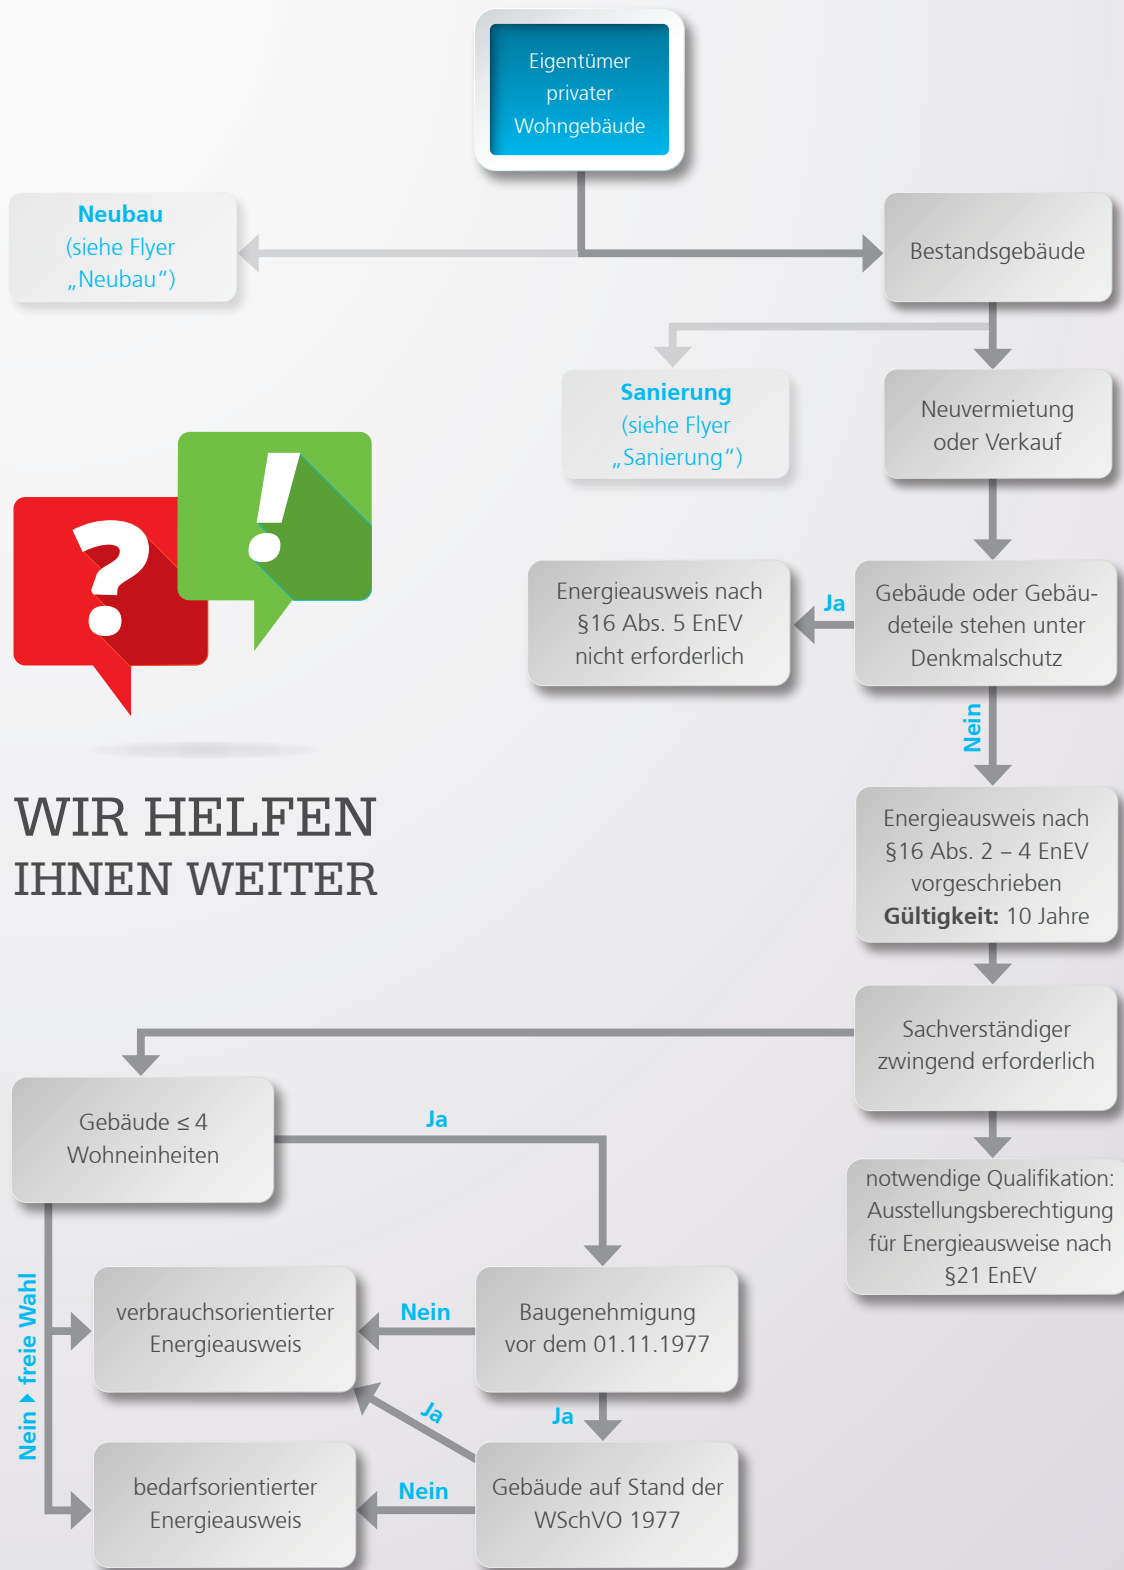 Eigentümer
privater
Wohngebäude
Neubau
(siehe Flyer
„Neubau“)
Bestandsgebäude
Sanierung
(siehe Flyer
„Sanierung“)
Neuvermietung
oder Verkauf
?
!
Energieausweis nach
§16 Abs. 5 EnEV
nicht erforderlich
Ja
Gebäude oder Gebäu-
deteile stehen unter
Denkmalschutz
Nein
WIR HELFEN
IHNEN WEITER
Energieausweis nach
§16 Abs. 2 – 4 EnEV
vorgeschrieben
Gültigkeit: 10 Jahre
Sachverständiger
zwingend erforderlich
Gebäude ≤ 4
Wohneinheiten
Ja
notwendige Qualifikation:
Ausstellungsberechtigung
für Energieausweise nach
§21 EnEV
Nein ▸ freie Wahl
verbrauchsorientierter
Energieausweis
Nein
Baugenehmigung
vor dem 01.11.1977
Ja
Ja
bedarfsorientierter
Energieausweis
Nein
Gebäude auf Stand der
WSchVO 1977